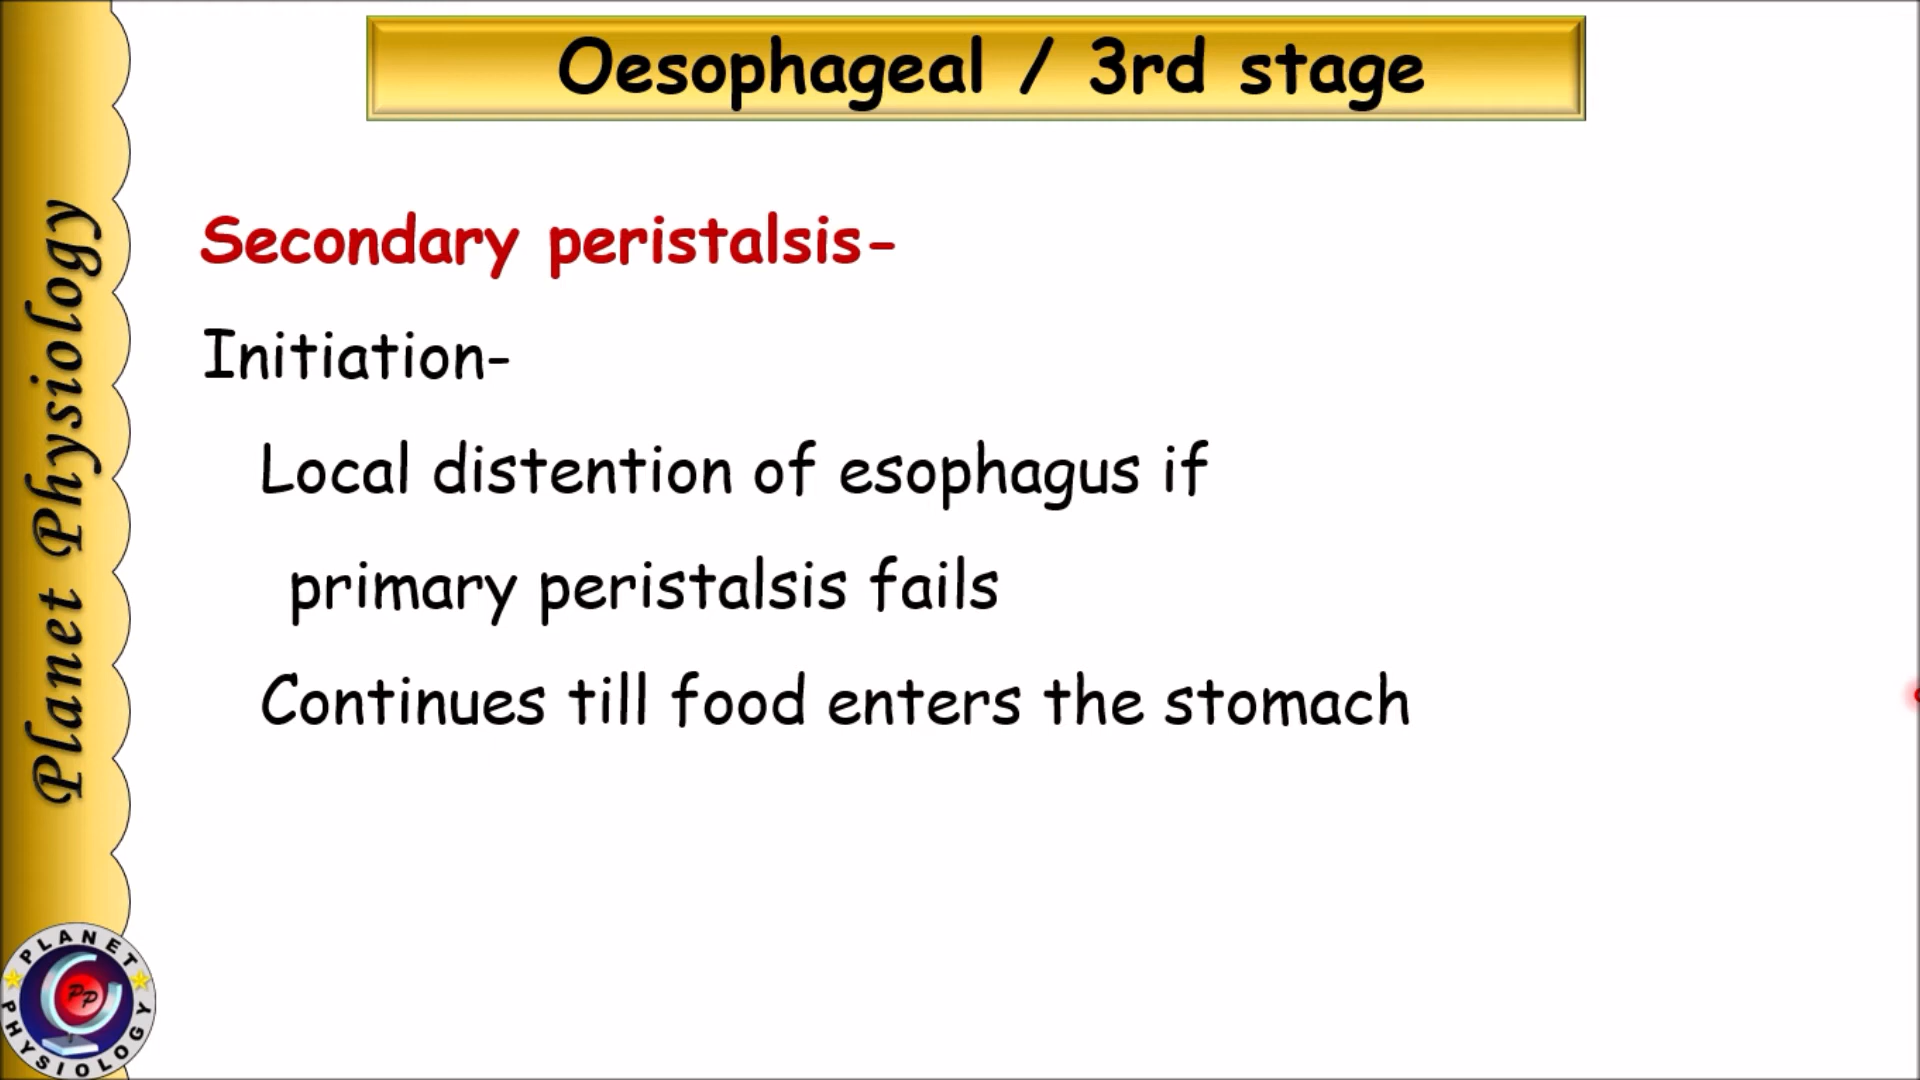 Oesophageal / 3rd stage
Secondary peristalsis-
Initiation-
Local distention of esophagus if
primary peristalsis fails
Continues till food enters the stomach
Planet Physiology
PLANET
PP
PHYSIOLOGY